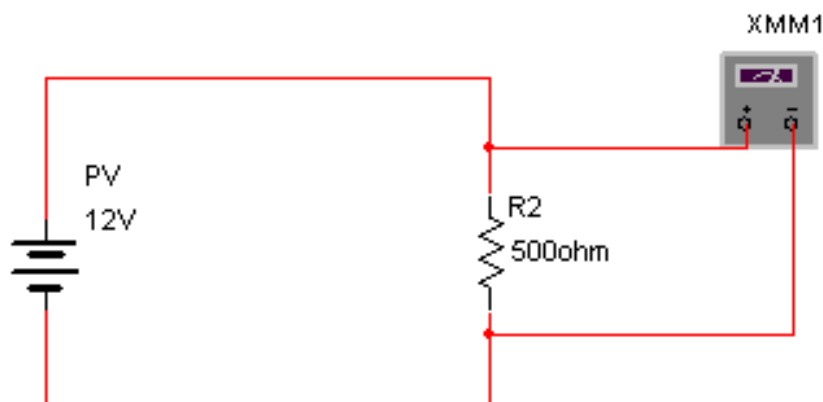 XMM1
+ −
PV
12V
R2
500ohm